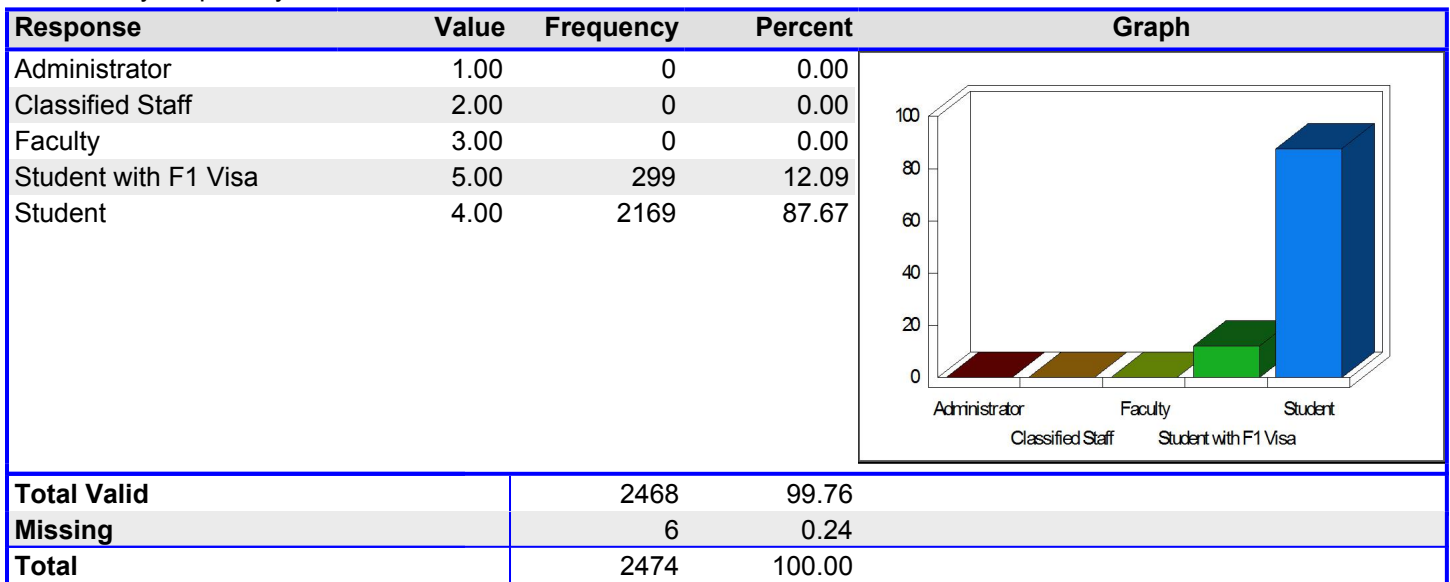 Response Value Frequency Percent Graph
Administrator 1.00 0 0.00
Classified Staff 2.00 0 0.00
Faculty 3.00 0 0.00
Student with F1 Visa 5.00 299 12.09
Student 4.00 2169 87.67
100
80
60
40
20
0
Administrator Faculty Student
Classified Staff Student with F1 Visa
Total Valid 2468 99.76
Missing 6 0.24
Total 2474 100.00